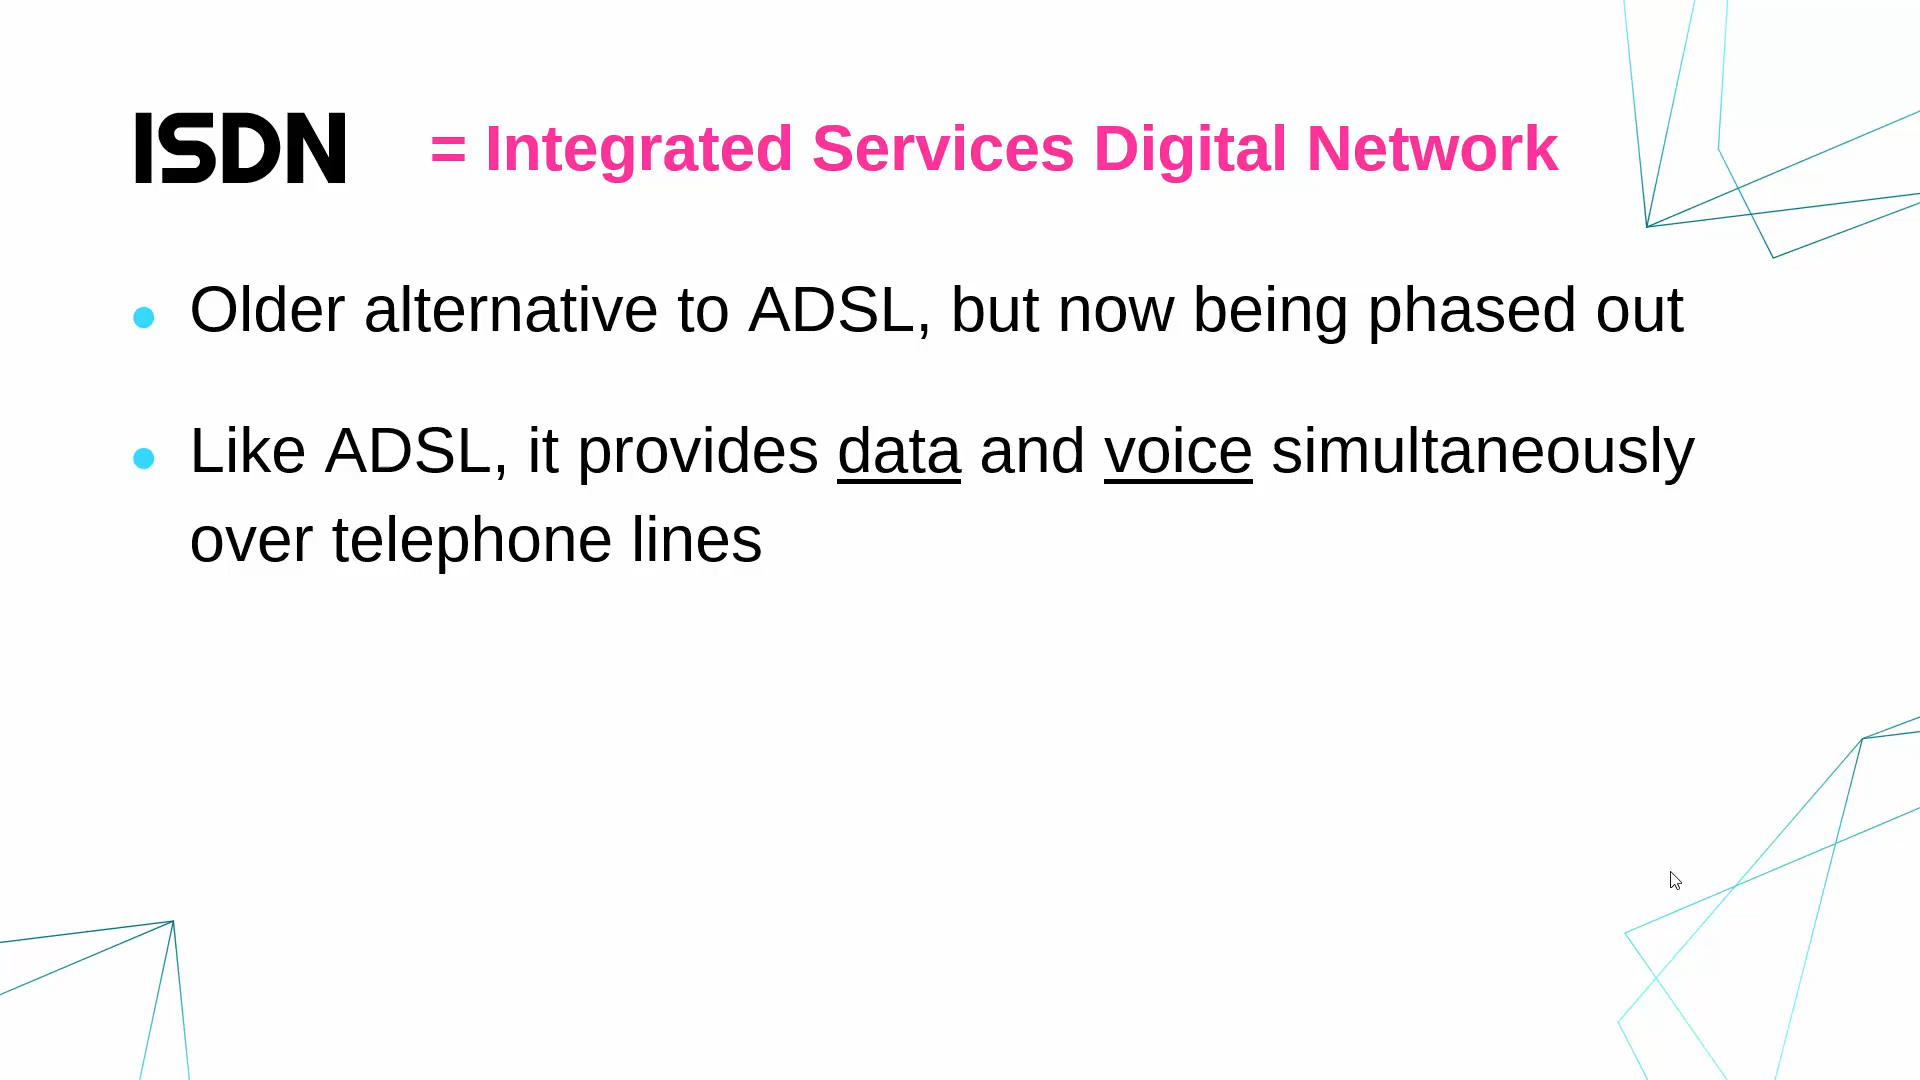 ISDN = Integrated Services Digital Network
Older alternative to ADSL, but now being phased out
Like ADSL, it provides data and voice simultaneously
over telephone lines